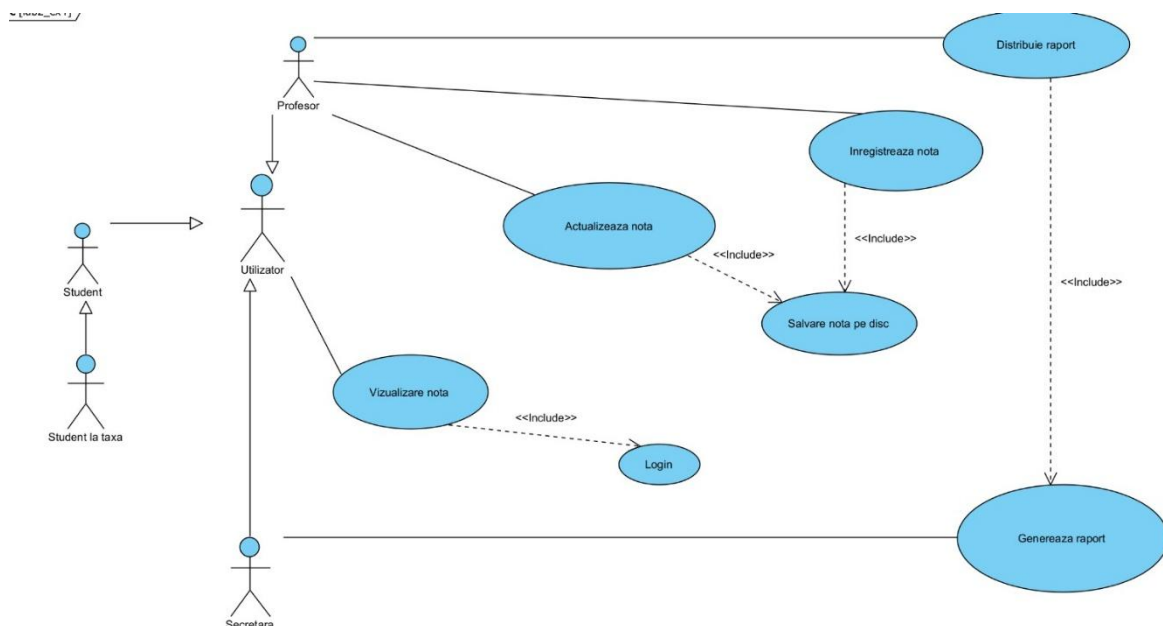 Distribuie raport
Profesor
Inregistreaza nota
Actualizeaza nota
<<Include>>
<<Include>>
<<Include>>
Utilizator
Student
Salvare nota pe disc
Vizualizare nota
<<Include>>
Student la taxa
Login
Genereaza raport
Secretara